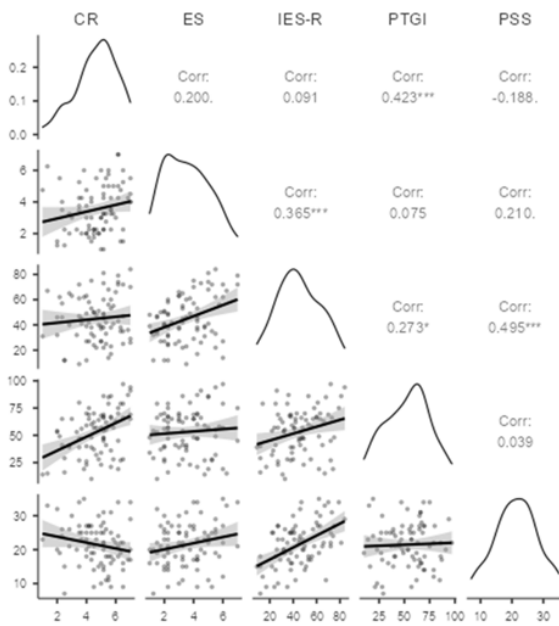 CR ES IES-R PTGI PSS
0.2
0.1
0.0
Corr:
0.200.
Corr:
0.091
Corr:
0.423***
Corr:
-0.188.
6
4
2
Corr:
0.365***
Corr:
0.075
Corr:
0.210.
80
60
40
20
Corr:
0.273*
Corr:
0.495***
100
75
50
25
Corr:
0.039
30
20
10
2 4 6 2 4 6 20 40 60 80 25 50 75 100 10 20 30